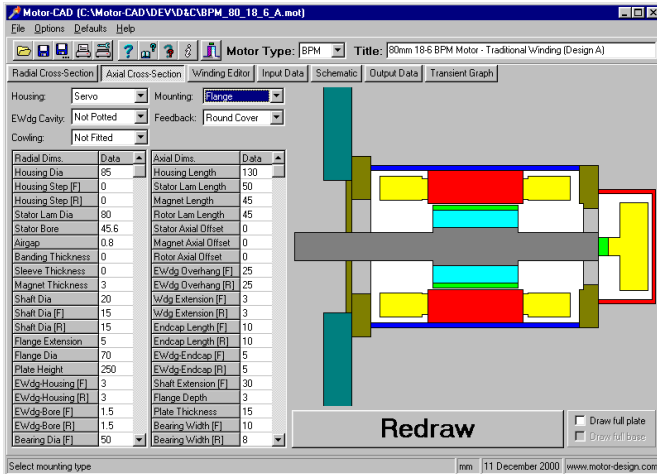 Motor-CAD (C:\Motor-CAD\DEV\D&C\BPM_80_18_6_A.mot)
File Options Defaults Help
Motor Type: BPM Title: 80mm 18-6 BPM Motor - Traditional Winding (Design A)
Radial Cross-Section Axial Cross-Section Winding Editor Input Data Schematic Output Data Transient Graph
Housing: Servo Mounting: Flange
EWdg Cavity: Not Potted Feedback: Round Cover
Cowling: Not Fitted
Radial Dims. Data Axial Dims. Data
Housing Dia 85 Housing Length 130
Housing Step [F] 0 Stator Lam Length 50
Housing Step [R] 0 Magnet Length 45
Stator Lam Dia 80 Rotor Lam Length 45
Stator Bore 45.6 Stator Axial Offset 0
Airgap 0.8 Magnet Axial Offset 0
Banding Thickness 0 Rotor Axial Offset 0
Sleeve Thickness 0 EWdg Overhang [F] 25
Magnet Thickness 3 EWdg Overhang [R] 25
Shaft Dia 20 Wdg Extension [F] 3
Shaft Dia [F] 15 Wdg Extension [R] 3
Shaft Dia [R] 15 Endcap Length [F] 10
Flange Extension 5 Endcap Length [R] 10
Flange Dia 70 EWdg-Endcap [F] 5
Plate Height 250 EWdg-Endcap [R] 5
EWdg-Housing [F] 3 Shaft Extension [F] 30
EWdg-Housing [R] 3 Flange Depth 3
EWdg-Bore [F] 1.5 Plate Thickness 15
EWdg-Bore [R] 1.5 Bearing Width [F] 10
Bearing Dia [F] 50 Bearing Width [R] 8
Redraw
Draw full plate
Draw full base
Select mounting type mm 11 December 2000 www.motor-design.com